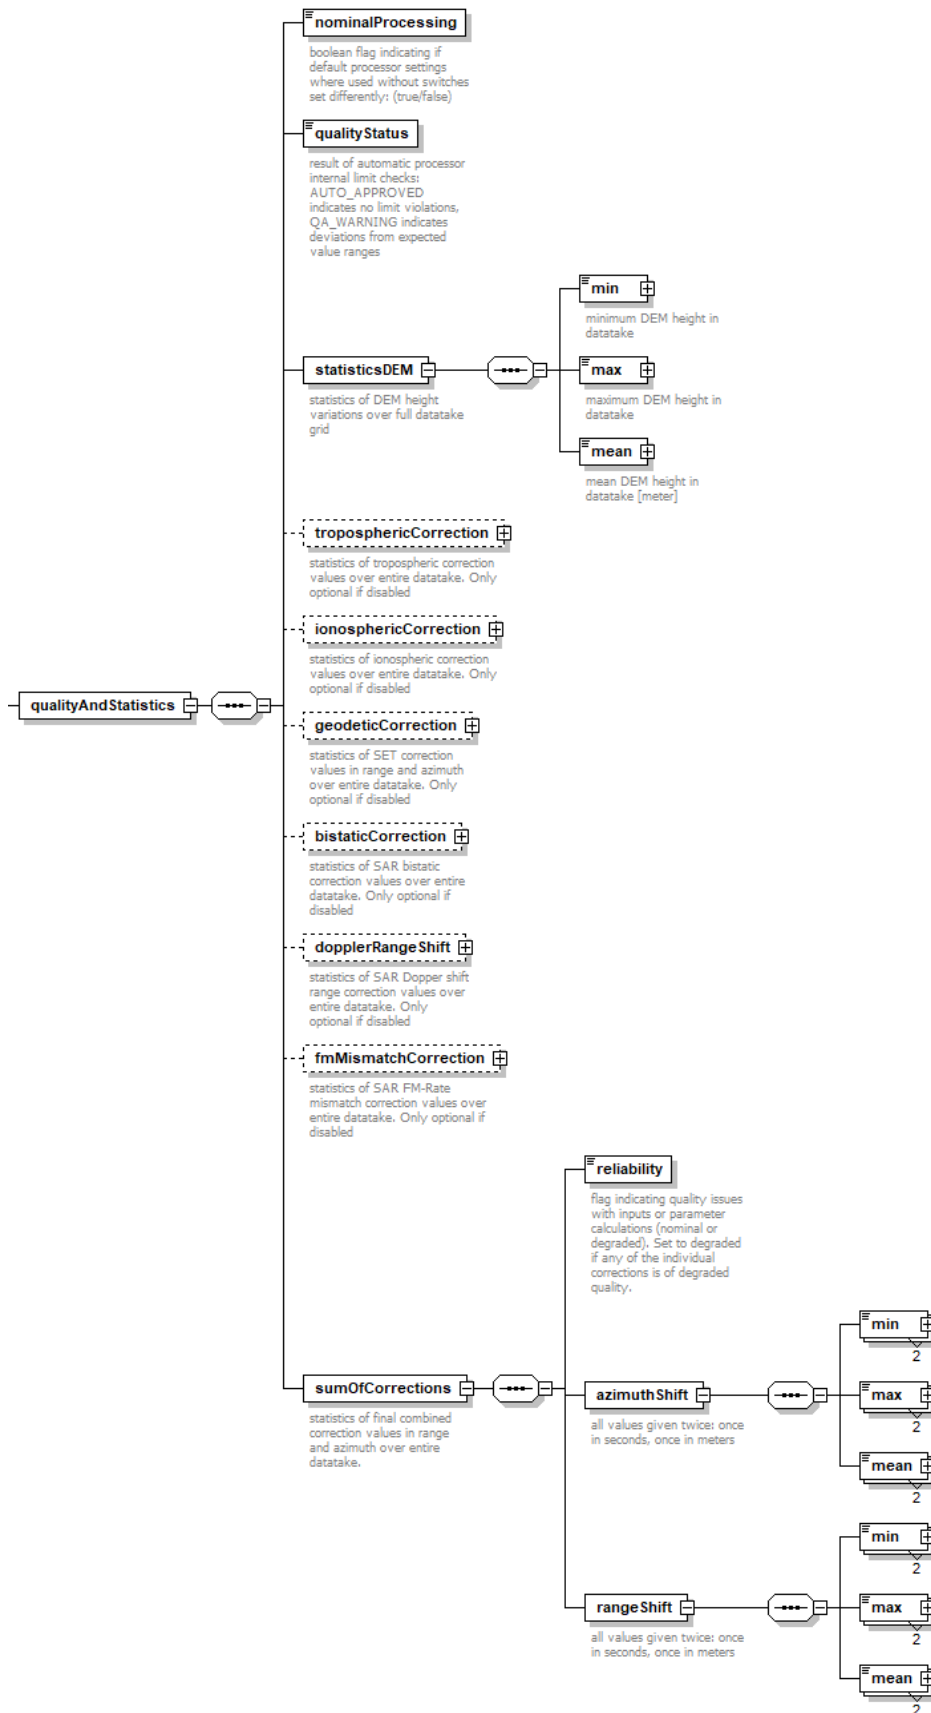 nominalProcessing
boolean flag indicating if
default processor settings
where used without switches
set differently: (true/false)
qualityStatus
result of automatic processor
internal limit checks:
AUTO_APPROVED
indicates no limit violations,
QA_WARNING indicates
deviations from expected
value ranges
min
minimum DEM height in
datatake
statisticsDEM
statistics of DEM height
variations over full datatake
grid
max
maximum DEM height in
datatake
mean
mean DEM height in
datatake [meter]
troposphericCorrection
statistics of tropospheric correction
values over entire datatake. Only
optional if disabled
ionosphericCorrection
statistics of ionospheric correction
values over entire datatake. Only
optional if disabled
qualityAndStatistics
geodeticCorrection
statistics of SET correction
values in range and azimuth
over entire datatake. Only
optional if disabled
bistaticCorrection
statistics of SAR bistatic
correction values over entire
datatake. Only optional if
disabled
dopplerRangeShift
statistics of SAR Dopper shift
range correction values over
entire datatake. Only
optional if disabled
fmMismatchCorrection
statistics of SAR FM-Rate
mismatch correction values over
entire datatake. Only optional if
disabled
reliability
flag indicating quality issues
with inputs or parameter
calculations (nominal or
degraded). Set to degraded
if any of the individual
corrections is of degraded
quality.
sumOfCorrections
statistics of final combined
correction values in range
and azimuth over entire
datatake.
azimuthShift
all values given twice: once
in seconds, once in meters
min
2
max
2
mean
2
rangeShift
all values given twice: once
in seconds, once in meters
min
2
max
2
mean
2